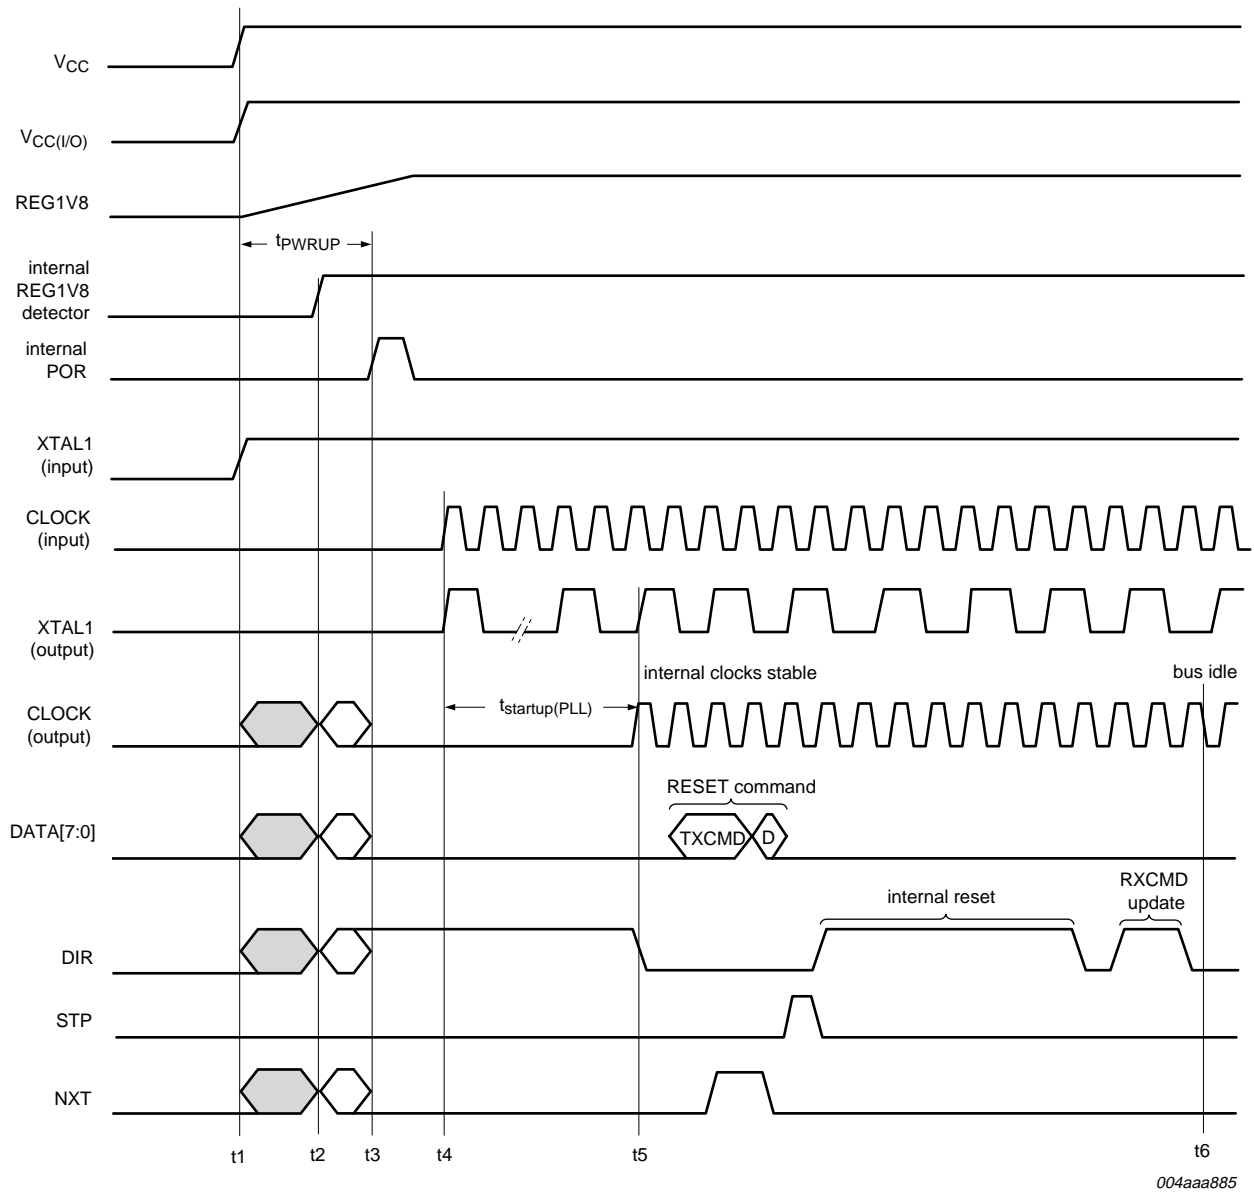 VCC
VCC(I/O)
REG1V8
tPWRUP
internal
REG1V8
detector
internal
POR
XTAL1
(input)
CLOCK
(input)
XTAL1
(output)
internal clocks stable
bus idle
CLOCK
(output)
tstartup(PLL)
RESET command
DATA[7:0]
TXCMD
D
RXCMD
update
internal reset
DIR
STP
NXT
t1
t2
t3
t4
t5
t6
004aaa885